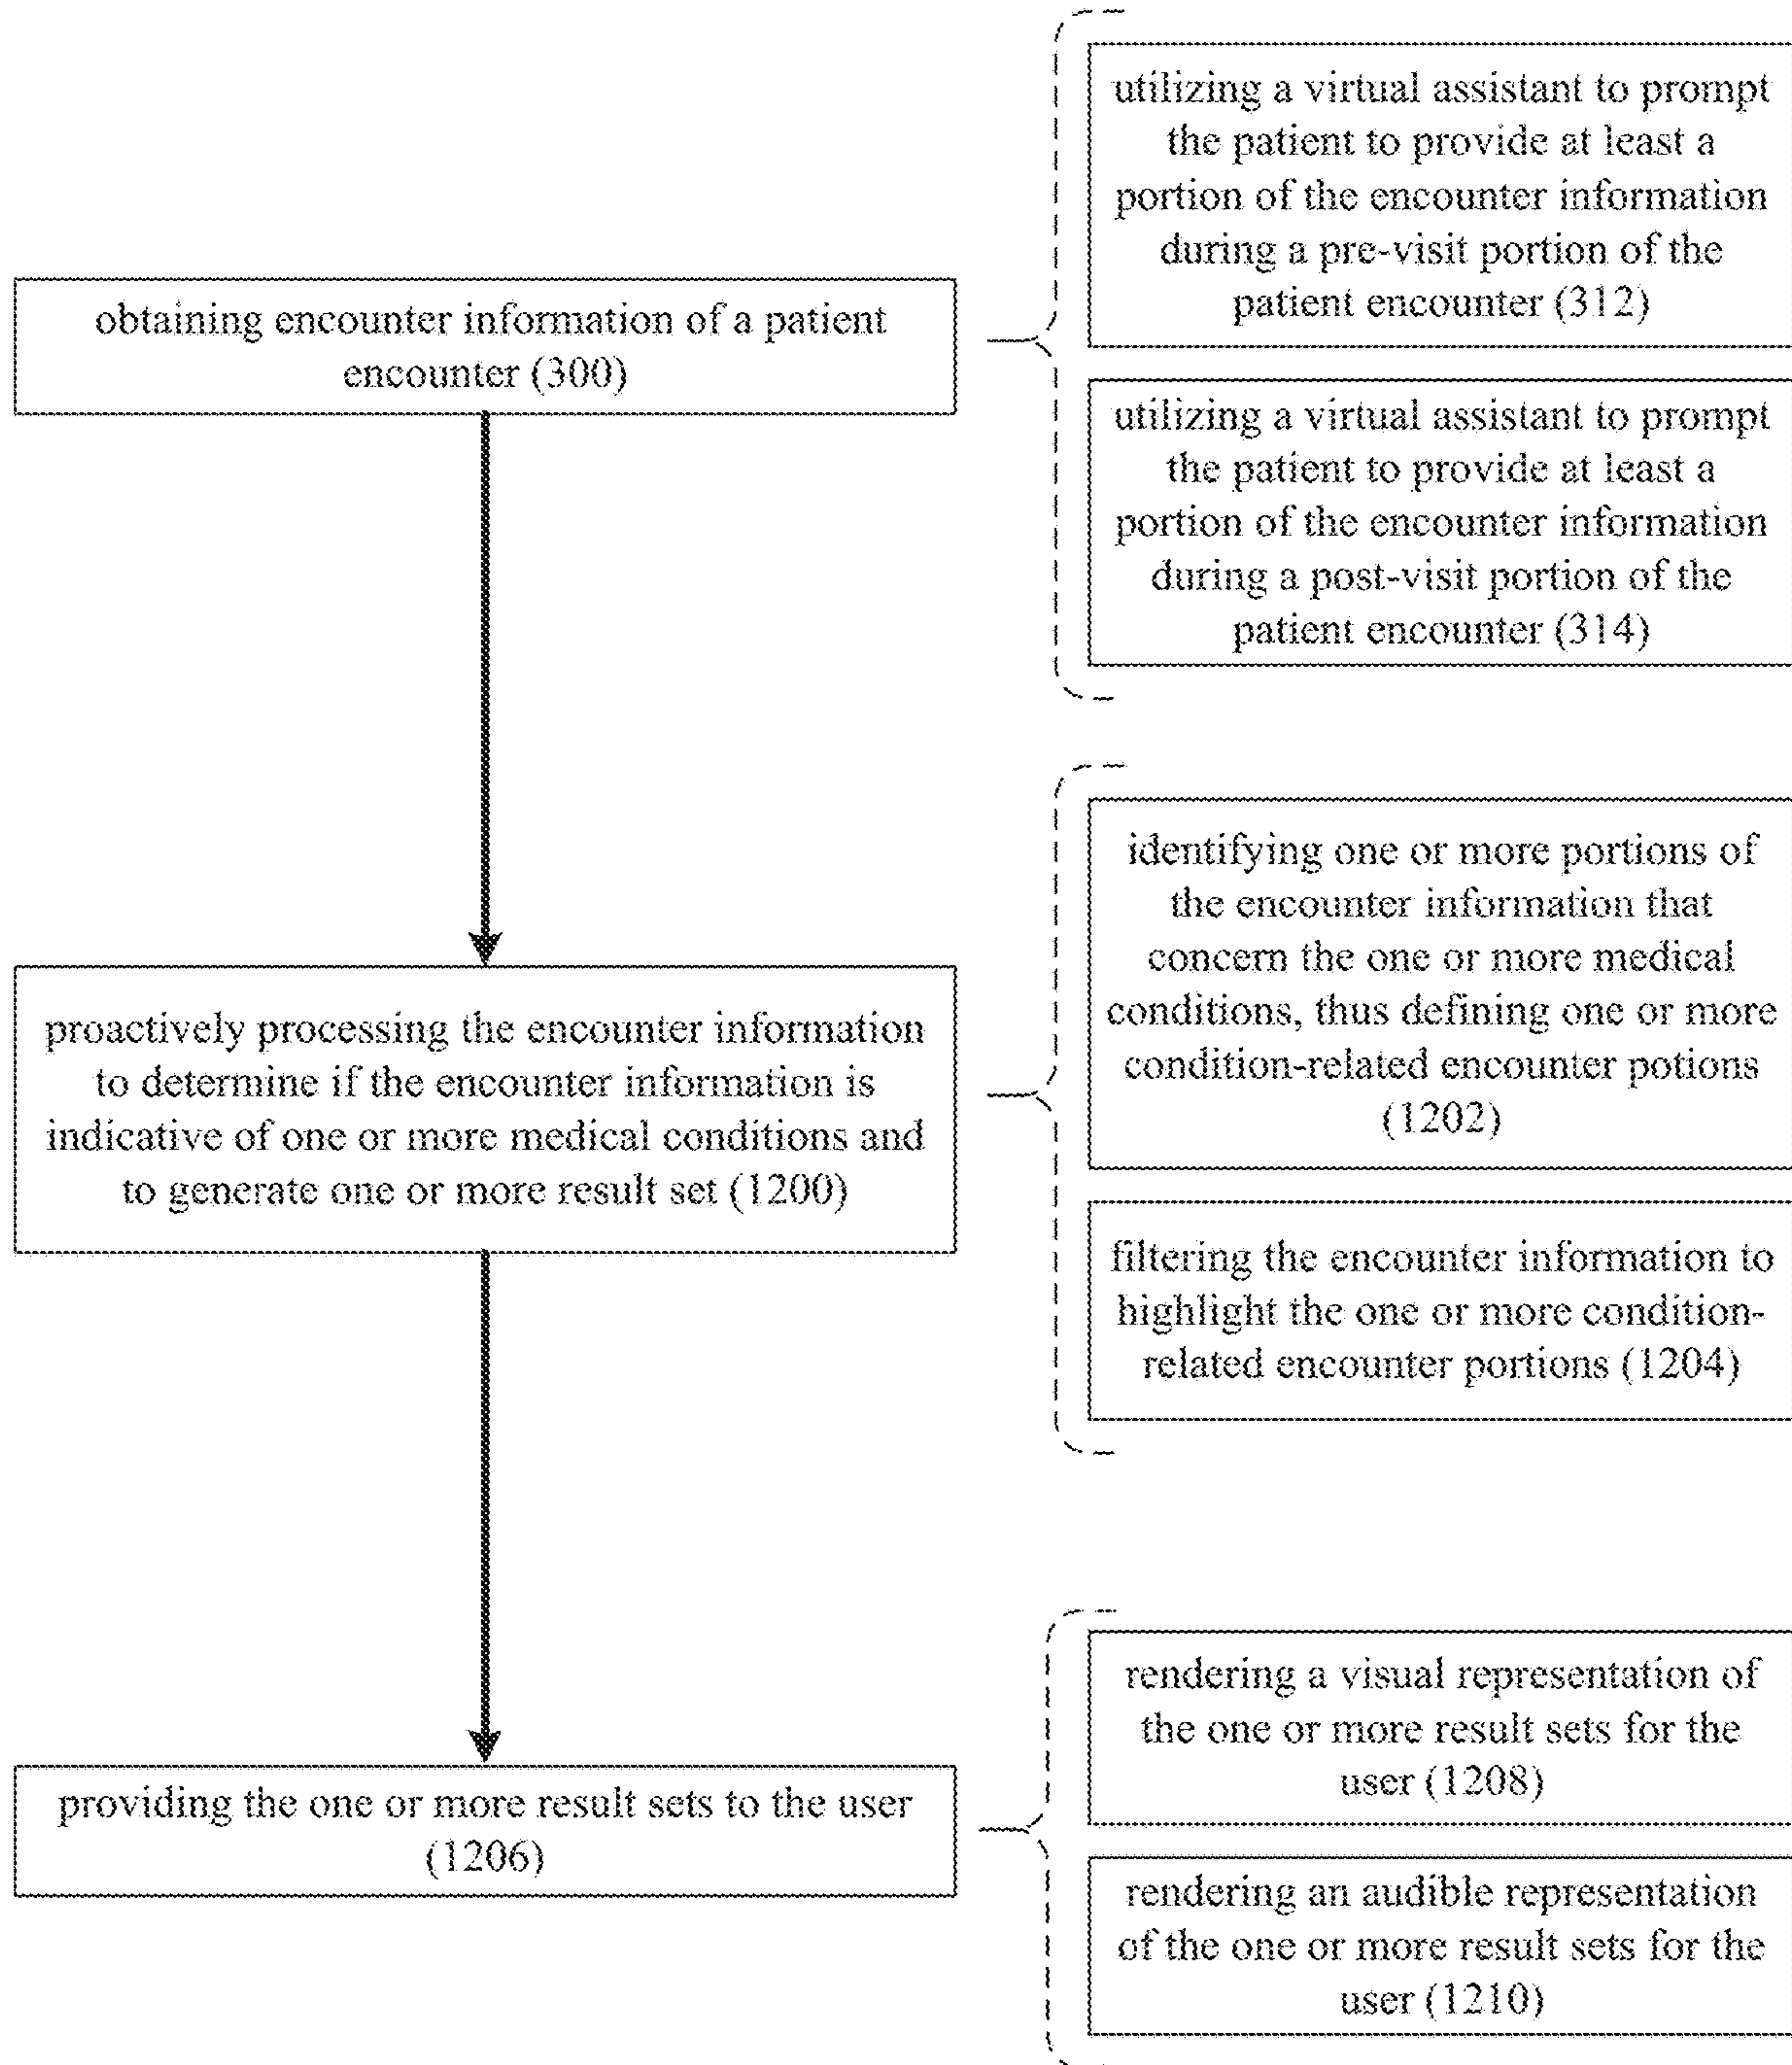 utilizing a virtual assistant to prompt
the patient to provide at least a
portion of the encounter information
during a pre-visit portion of the
patient encounter (312)
obtaining encounter information of a patient
encounter (300)
utilizing a virtual assistant to prompt
the patient to provide at least a
portion of the encounter information
during a post-visit portion of the
patient encounter (314)
identifying one or more portions of
the encounter information that
concern the one or more medical
conditions, thus defining one or more
condition-related encounter potions
(1202)
proactively processing the encounter information
to determine if the encounter information is
indicative of one or more medical conditions and
to generate one or more result set (1200)
filtering the encounter information to
highlight the one or more condition-
related encounter portions (1204)
rendering a visual representation of
the one or more result sets for the
user (1208)
providing the one or more result sets to the user
(1206)
rendering an audible representation
of the one or more result sets for the
user (1210)